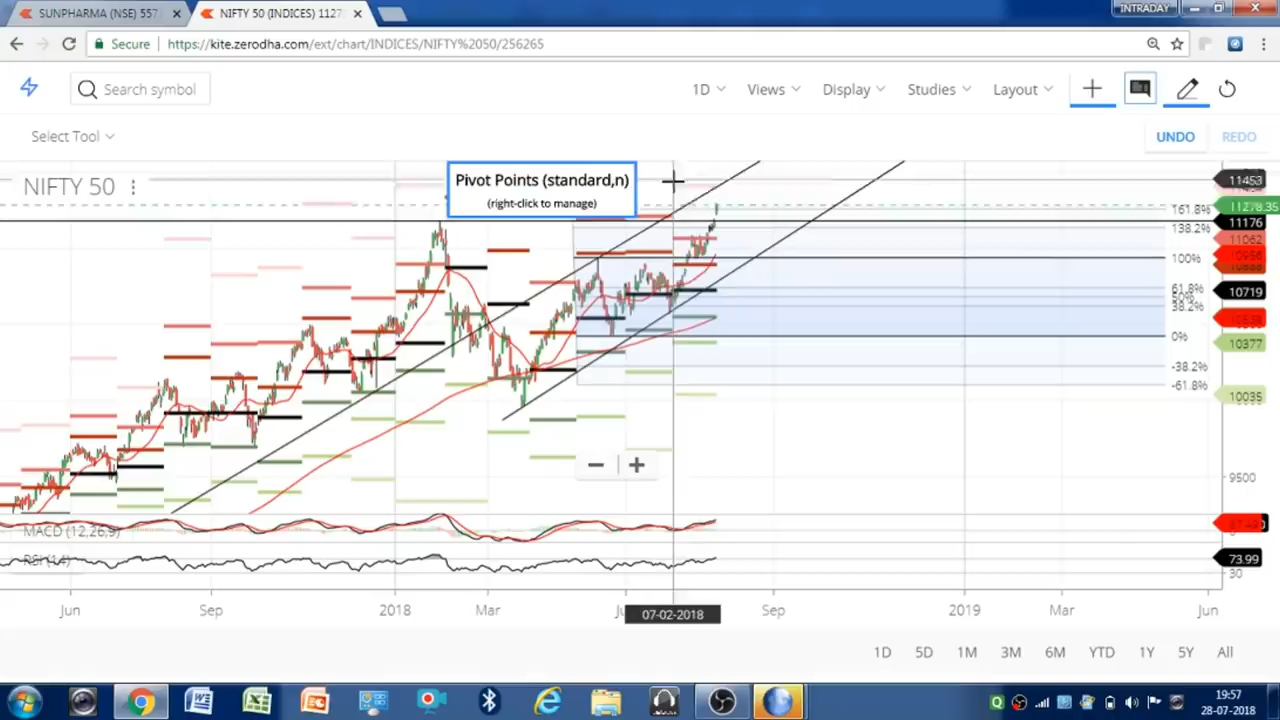 SUNPHARMA (NSE) 557
NIFTY 50 (INDICES) 1127
INTRADAY
Secure
https://kite.zerodha.com/ext/chart/INDICES/NIFTY%2050/256265
Search symbol
1D
Views
Display
Studies
Layout
Select Tool
UNDO
REDO
NIFTY 50
Pivot Points (standard,n)
(right-click to manage)
11453
161.8%
11278.35
11176
138.2%
11062
100%
61.8%
10719
38.2%
0%
10377
-38.2%
-61.8%
10035
9500
MACD (12,26,9)
RSI (14)
73.99
30
Jun
Sep
2018
Mar
07-02-2018
Sep
2019
Mar
Jun
1D
5D
1M
3M
6M
YTD
1Y
5Y
All
19:57
28-07-2018